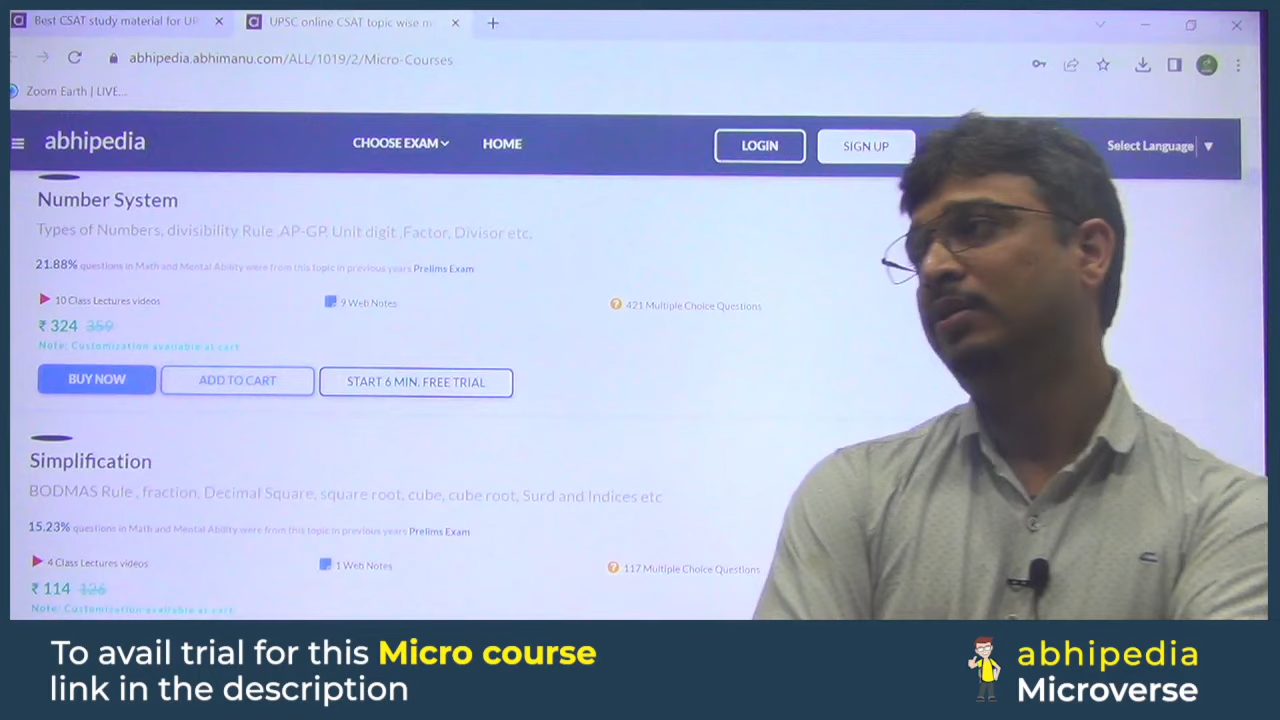 Best CSAT study material for UP
UPSC online CSAT topic wise m
abhipedia.abhimanu.com/ALL/1019/2/Micro-Courses
Zoom Earth | LIVE...
abhipedia
CHOOSE EXAM
HOME
LOGIN
SIGN UP
Select Language
Number System
Types of Numbers, divisibility Rule ,AP-GP, Unit digit ,Factor, Divisor etc.
21.88% questions in Math and Mental Ability were from this topic in previous years Prelims Exam
10 Class Lectures videos
9 Web Notes
421 Multiple Choice Questions
₹ 324 359
Note: Customization available at cart
BUY NOW
ADD TO CART
START 6 MIN. FREE TRIAL
Simplification
BODMAS Rule , fraction, Decimal Square, square root, cube, cube root, Surd and Indices etc
15.23% questions in Math and Mental Ability were from this topic in previous years Prelims Exam
4 Class Lectures videos
1 Web Notes
117 Multiple Choice Questions
₹ 114 126
Note: Customization available at cart
To avail trial for this Micro course
link in the description
abhipedia
Microverse